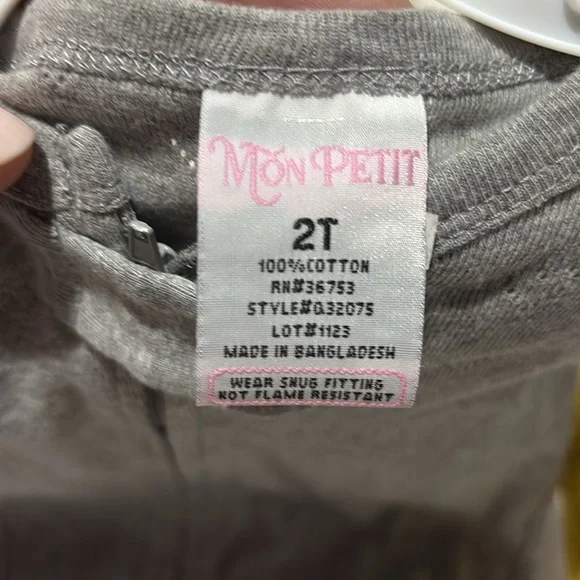 Mon Petit
2T
100%COTTON
RN#36753
STYLE#Q32075
LOT#1123
MADE IN BANGLADESH
WEAR SNUG FITTING
NOT FLAME RESISTANT